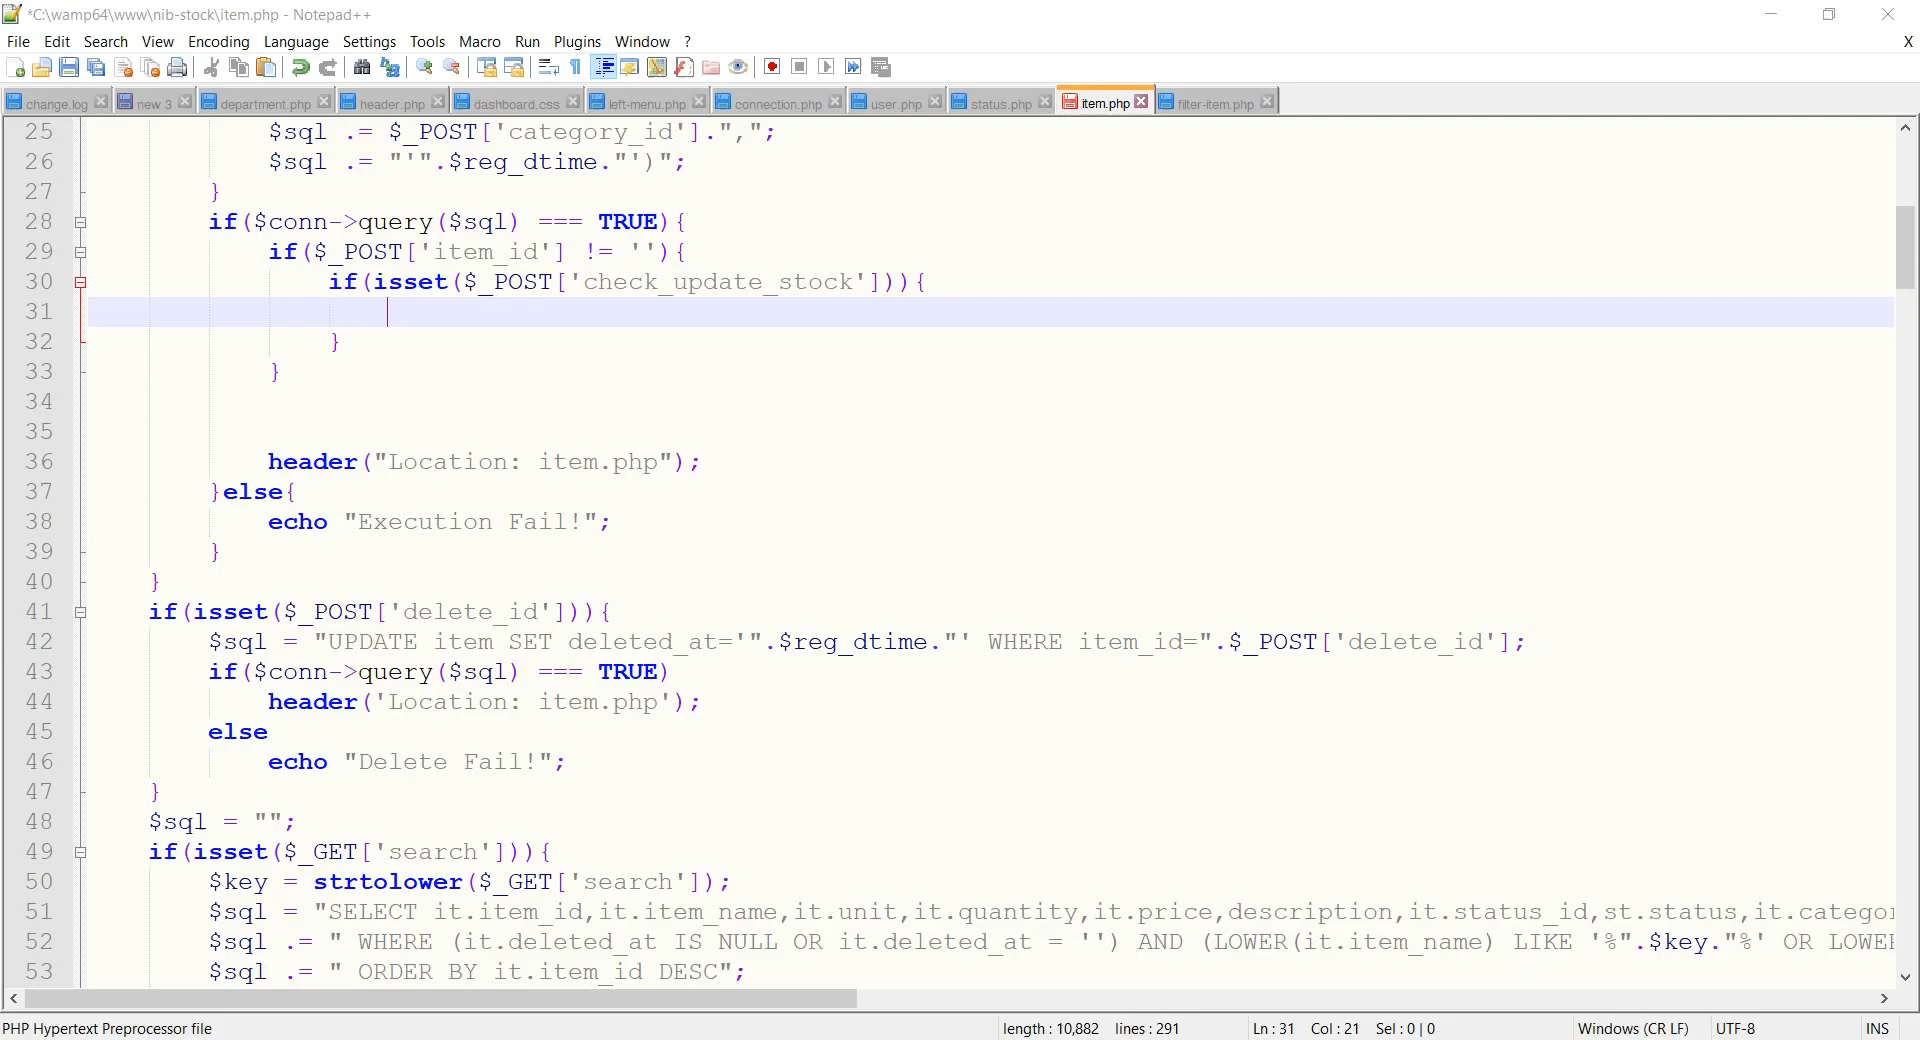 *C:\wamp64\www\nib-stock\item.php - Notepad++
File Edit Search View Encoding Language Settings Tools Macro Run Plugins Window ? X
change.log new 3 department.php header.php dashboard.css left-menu.php connection.php user.php status.php item.php filter-item.php
25 $sql .= $_POST['category_id'].",";
26 $sql .= "'".$reg_dtime."')";
27 }
28 if($conn->query($sql) === TRUE){
29 if($_POST['item_id'] != ''){
30 if(isset($_POST['check_update_stock'])){
31
32 }
33 }
34
35
36 header("Location: item.php");
37 }else{
38 echo "Execution Fail!";
39 }
40 }
41 if(isset($_POST['delete_id'])){
42 $sql = "UPDATE item SET deleted_at='".$reg_dtime."' WHERE item_id=".$_POST['delete_id'];
43 if($conn->query($sql) === TRUE)
44 header('Location: item.php');
45 else
46 echo "Delete Fail!";
47 }
48 $sql = "";
49 if(isset($_GET['search'])){
50 $key = strtolower($_GET['search']);
51 $sql = "SELECT it.item_id,it.item_name,it.unit,it.quantity,it.price,description,it.status_id,st.status,it.catego
52 $sql .= " WHERE (it.deleted_at IS NULL OR it.deleted_at = '') AND (LOWER(it.item_name) LIKE '%".$key."%' OR LOWE
53 $sql .= " ORDER BY it.item_id DESC";
PHP Hypertext Preprocessor file length : 10,882 lines : 291 Ln : 31 Col : 21 Sel : 0 | 0 Windows (CR LF) UTF-8 INS